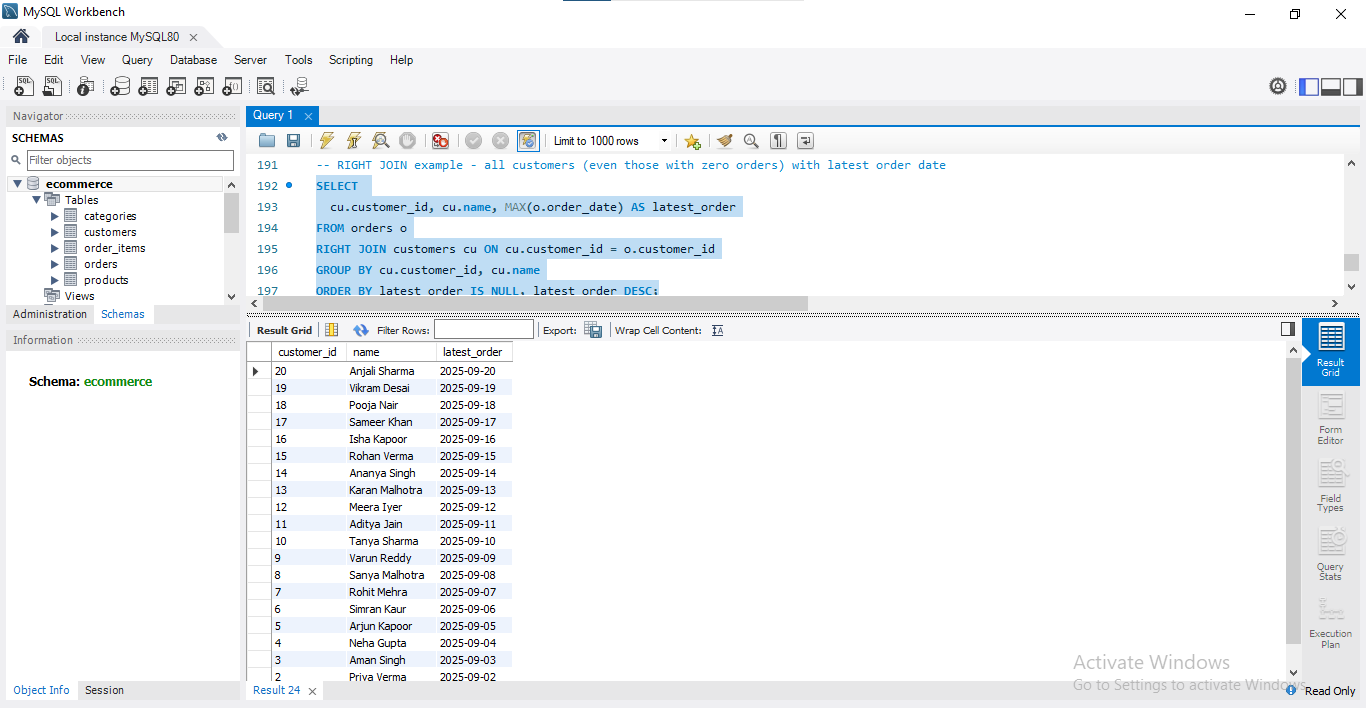 MySQL Workbench
Local instance MySQL80
File Edit View Query Database Server Tools Scripting Help
Navigator
SCHEMAS
Filter objects
ecommerce
Tables
categories
customers
order_items
orders
products
Views
Administration Schemas
Information
Schema: ecommerce
Object Info Session
Query 1
Limit to 1000 rows
191 -- RIGHT JOIN example - all customers (even those with zero orders) with latest order date
192 SELECT
193 cu.customer_id, cu.name, MAX(o.order_date) AS latest_order
194 FROM orders o
195 RIGHT JOIN customers cu ON cu.customer_id = o.customer_id
196 GROUP BY cu.customer_id, cu.name
197 ORDER BY latest_order IS NULL, latest_order DESC;
Result Grid Filter Rows: Export: Wrap Cell Content:
customer_id name latest_order
20 Anjali Sharma 2025-09-20
19 Vikram Desai 2025-09-19
18 Pooja Nair 2025-09-18
17 Sameer Khan 2025-09-17
16 Isha Kapoor 2025-09-16
15 Rohan Verma 2025-09-15
14 Ananya Singh 2025-09-14
13 Karan Malhotra 2025-09-13
12 Meera Iyer 2025-09-12
11 Aditya Jain 2025-09-11
10 Tanya Sharma 2025-09-10
9 Varun Reddy 2025-09-09
8 Sanya Malhotra 2025-09-08
7 Rohit Mehra 2025-09-07
6 Simran Kaur 2025-09-06
5 Arjun Kapoor 2025-09-05
4 Neha Gupta 2025-09-04
3 Aman Singh 2025-09-03
2 Priya Verma 2025-09-02
Result 24
Result
Grid
Form
Editor
Field
Types
Query
Stats
Execution
Plan
Activate Windows
Go to Settings to activate Windows.
Read Only